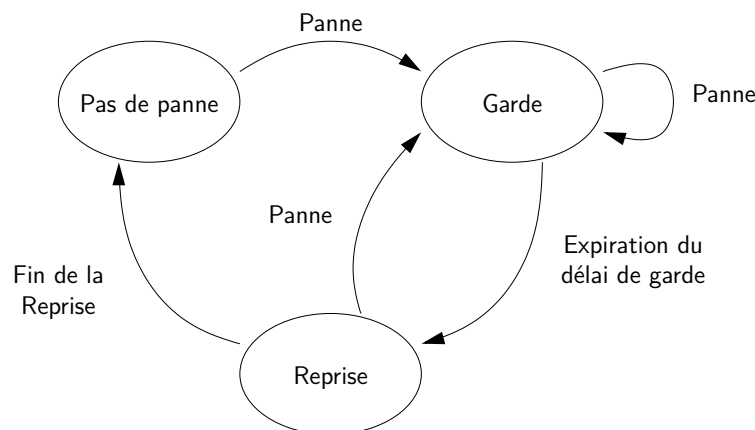 Panne
Pas de panne
Garde
Panne
Panne
Expiration du
délai de garde
Fin de la
Reprise
Reprise